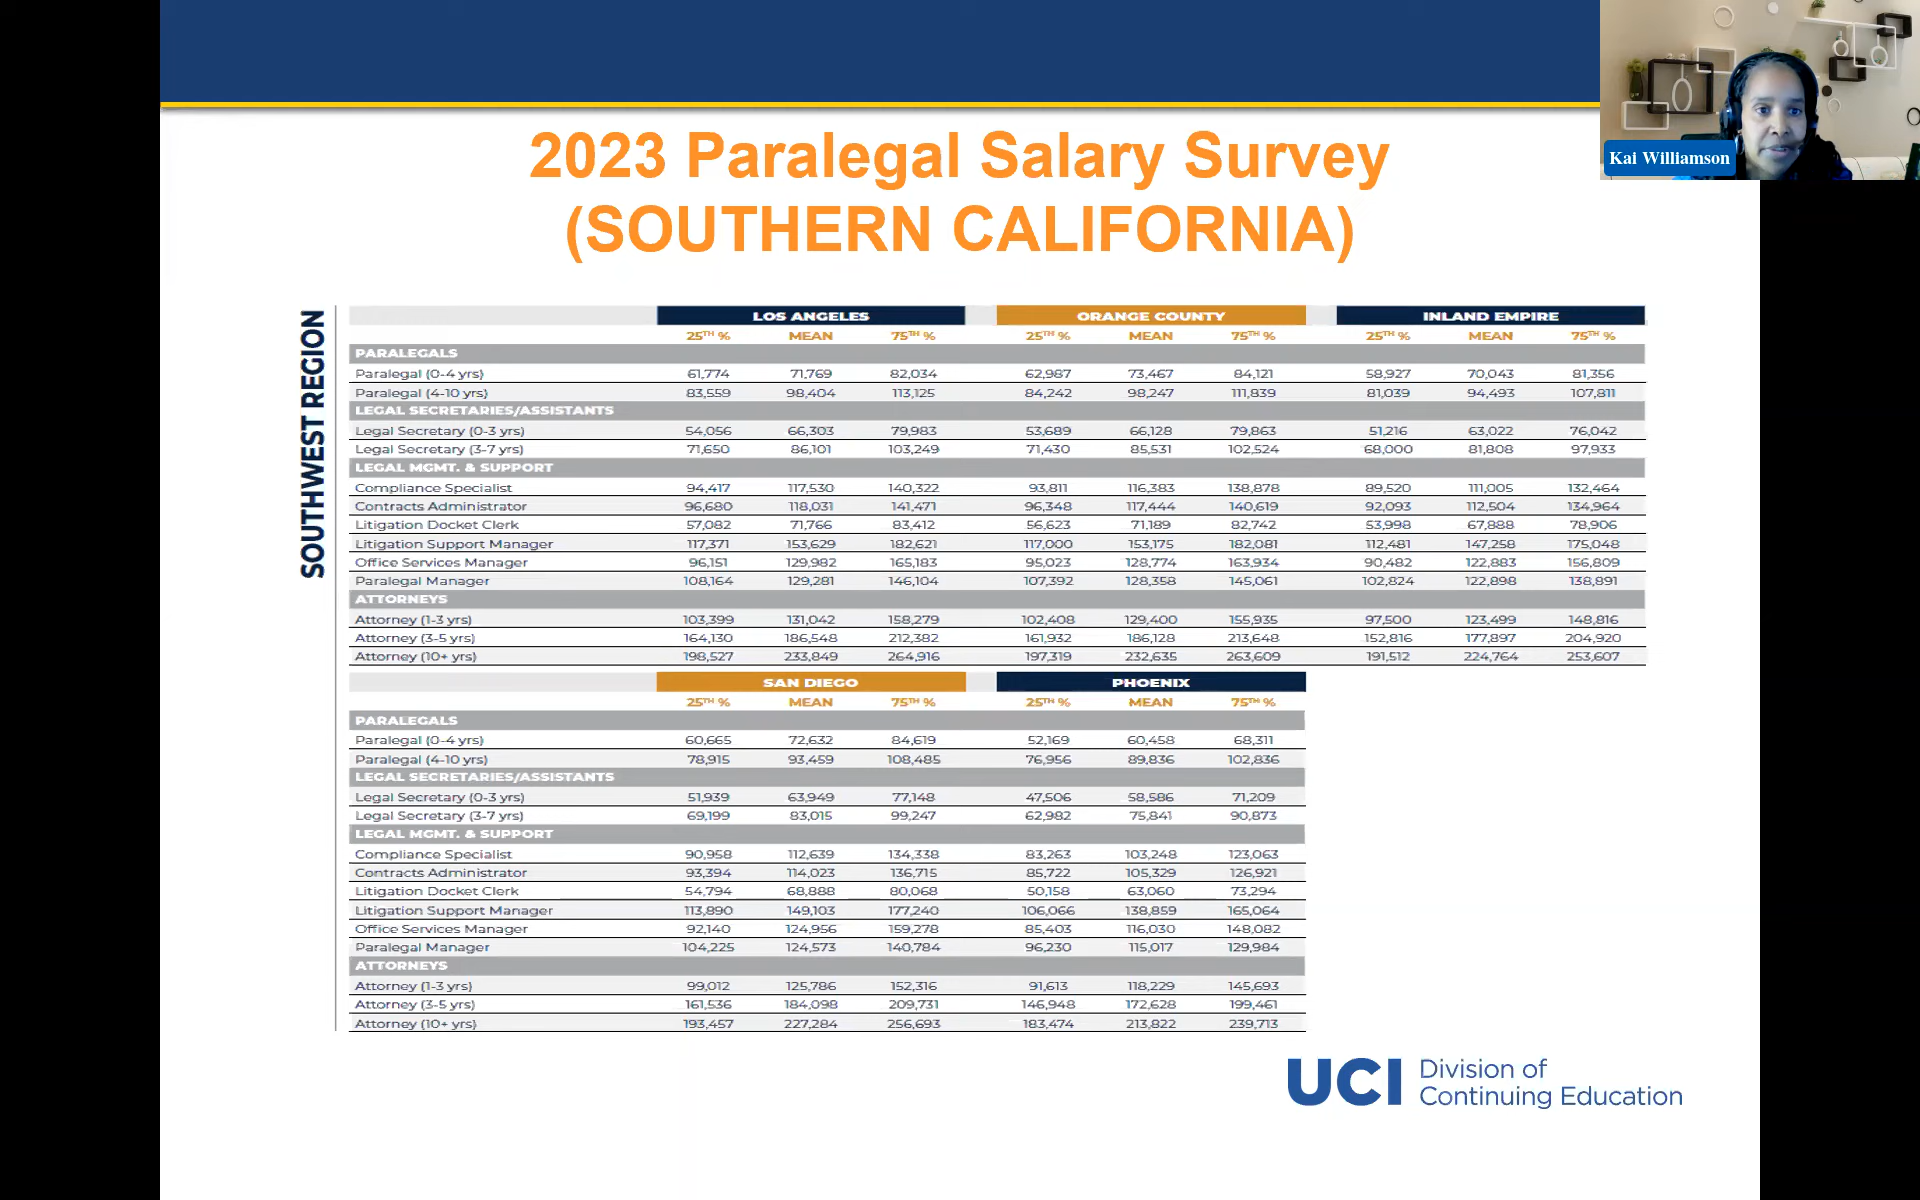 2023 Paralegal Salary Survey
(SOUTHERN CALIFORNIA)
Kai Williamson
SOUTHWEST REGION
LOS ANGELES ORANGE COUNTY INLAND EMPIRE
25TH % MEAN 75TH % 25TH % MEAN 75TH % 25TH % MEAN 75TH %
PARALEGALS
Paralegal (0-4 yrs) 61,774 71,769 82,034 62,987 73,467 84,121 58,927 70,043 81,356
Paralegal (4-10 yrs) 83,559 98,404 113,125 84,242 98,247 111,839 81,039 94,493 107,811
LEGAL SECRETARIES/ASSISTANTS
Legal Secretary (0-3 yrs) 54,056 66,303 79,983 53,689 66,128 79,863 51,216 63,022 76,042
Legal Secretary (3-7 yrs) 71,650 86,101 103,249 71,430 85,531 102,524 68,000 81,808 97,933
LEGAL MGMT. & SUPPORT
Compliance Specialist 94,417 117,530 140,322 93,811 116,383 138,878 89,520 111,005 132,464
Contracts Administrator 96,680 118,031 141,471 96,348 117,444 140,619 92,093 112,504 134,964
Litigation Docket Clerk 57,082 71,766 83,412 56,623 71,189 82,742 53,998 67,888 78,906
Litigation Support Manager 117,371 153,629 182,621 117,000 153,175 182,081 112,481 147,258 175,048
Office Services Manager 96,151 129,982 165,183 95,023 128,774 163,934 90,482 122,883 156,809
Paralegal Manager 108,164 129,281 146,104 107,392 128,358 145,061 102,824 122,898 138,891
ATTORNEYS
Attorney (1-3 yrs) 103,399 131,042 158,279 102,408 129,400 155,935 97,500 123,499 148,816
Attorney (3-5 yrs) 164,130 186,548 212,382 161,932 186,128 213,648 152,816 177,897 204,920
Attorney (10+ yrs) 198,527 233,849 264,916 197,319 232,635 263,609 191,512 224,764 253,607
SAN DIEGO PHOENIX
25TH % MEAN 75TH % 25TH % MEAN 75TH %
PARALEGALS
Paralegal (0-4 yrs) 60,665 72,632 84,619 52,169 60,458 68,311
Paralegal (4-10 yrs) 78,915 93,459 108,485 76,956 89,836 102,836
LEGAL SECRETARIES/ASSISTANTS
Legal Secretary (0-3 yrs) 51,939 63,949 77,148 47,506 58,586 71,209
Legal Secretary (3-7 yrs) 69,199 83,015 99,247 62,982 75,841 90,873
LEGAL MGMT. & SUPPORT
Compliance Specialist 90,958 112,639 134,338 83,263 103,248 123,063
Contracts Administrator 93,394 114,023 136,715 85,722 105,329 126,921
Litigation Docket Clerk 54,794 68,888 80,068 50,158 63,060 73,294
Litigation Support Manager 113,890 149,103 177,240 106,066 138,859 165,064
Office Services Manager 92,140 124,956 159,278 85,403 116,030 148,082
Paralegal Manager 104,225 124,573 140,784 96,230 115,017 129,984
ATTORNEYS
Attorney (1-3 yrs) 99,012 125,786 152,316 91,613 118,229 145,693
Attorney (3-5 yrs) 161,536 184,098 209,731 146,948 172,628 199,461
Attorney (10+ yrs) 193,457 227,284 256,693 183,474 213,822 239,713
UCI Division of
Continuing Education